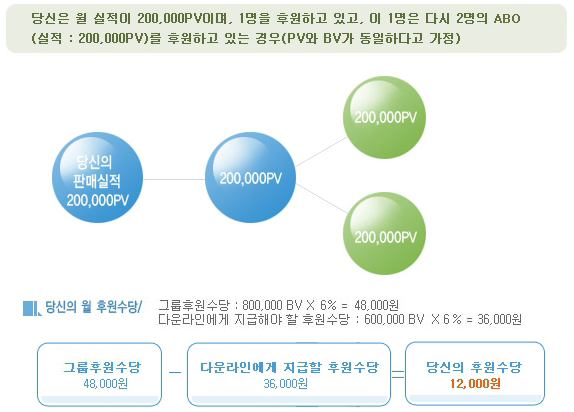 당신은 월 실적이 200,000PV이며, 1명을 후원하고 있고, 이 1명은 다시 2명의 ABO
(실적 : 200,000PV)를 후원하고 있는 경우(PV와 BV가 동일하다고 가정)
200,000PV
당신의
판매실적
200,000PV
200,000PV
200,000PV
당신의 월 후원수당/
그룹후원수당 : 800,000 BV X 6% = 48,000원
다운라인에게 지급해야 할 후원수당 : 600,000 BV X 6% = 36,000원
그룹후원수당
48,000원
−
다운라인에게 지급할 후원수당
36,000원
=
당신의 후원수당
12,000원